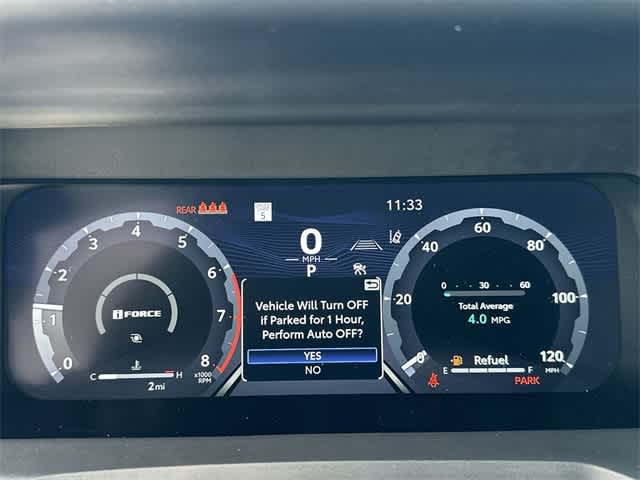 REAR
5
11:33
0
MPH
P
0
1
2
3
4
5
6
7
8
x1000
RPM
iFORCE
C H
2 mi
Vehicle Will Turn OFF
if Parked for 1 Hour,
Perform Auto OFF?
YES
NO
0
20
40
60
80
100
120
MPH
0 30 60
Total Average
4.0 MPG
Refuel
E F
PARK